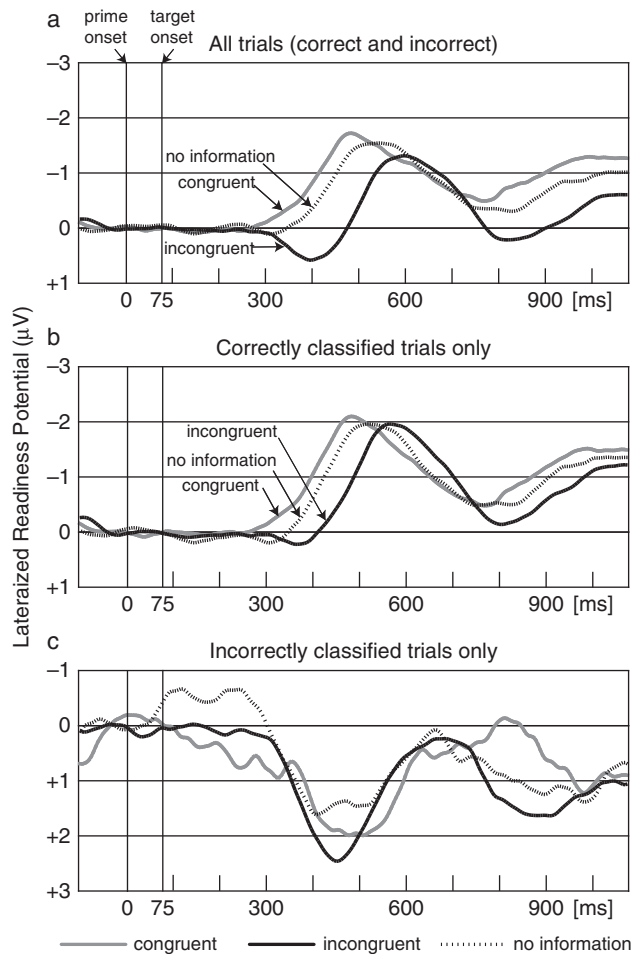 a
prime onset
target onset
All trials (correct and incorrect)
−3
−2
−1
0
+1
no information
congruent
incongruent
0 75 300 600 900 [ms]
b
Correctly classified trials only
−3
−2
−1
0
+1
incongruent
no information
congruent
0 75 300 600 900 [ms]
c
Incorrectly classified trials only
−1
0
+1
+2
+3
0 75 300 600 900 [ms]
Lateraized Readiness Potential (µV)
congruent incongruent no information